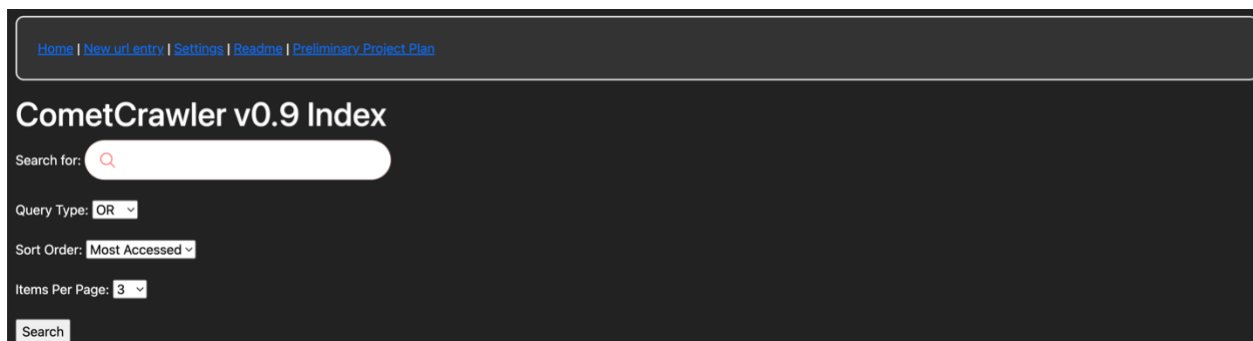 Home | New url entry | Settings | Readme | Preliminary Project Plan
CometCrawler v0.9 Index
Search for:
Query Type: OR
Sort Order: Most Accessed
Items Per Page: 3
Search